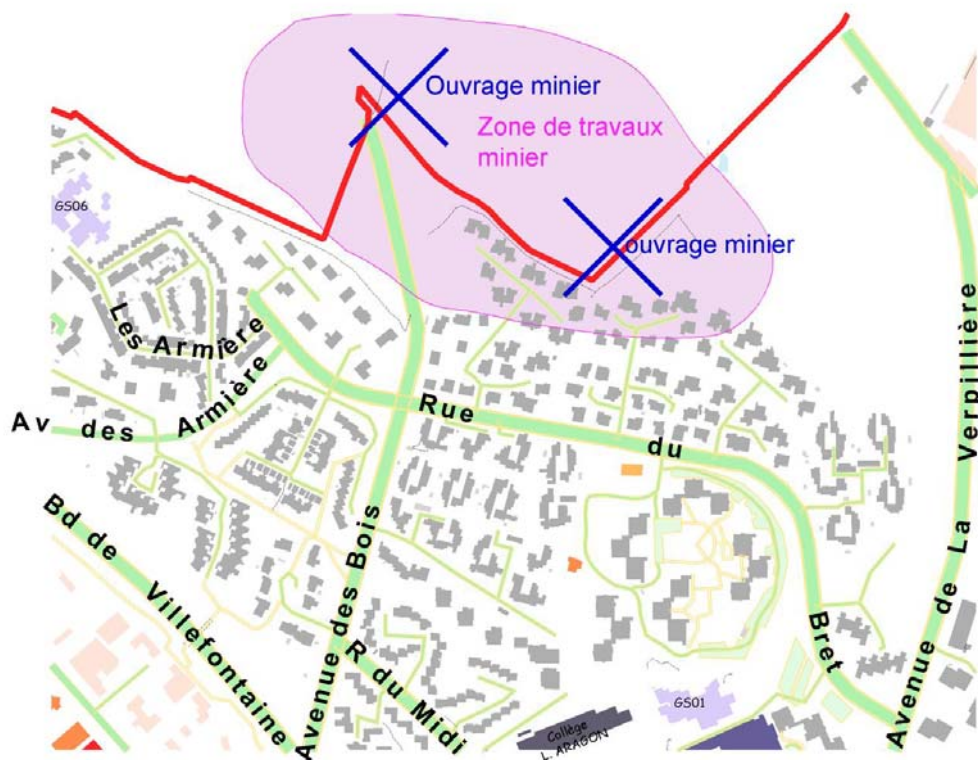 Ouvrage minier
Zone de travaux
minier
GS06
ouvrage minier
Les Armière
Av des Armière
Rue du Bret
Avenue de La Verpillière
Bd de Villefontaine
Avenue des Bois
R du Midi
GS01
Collège
L. ARAGON